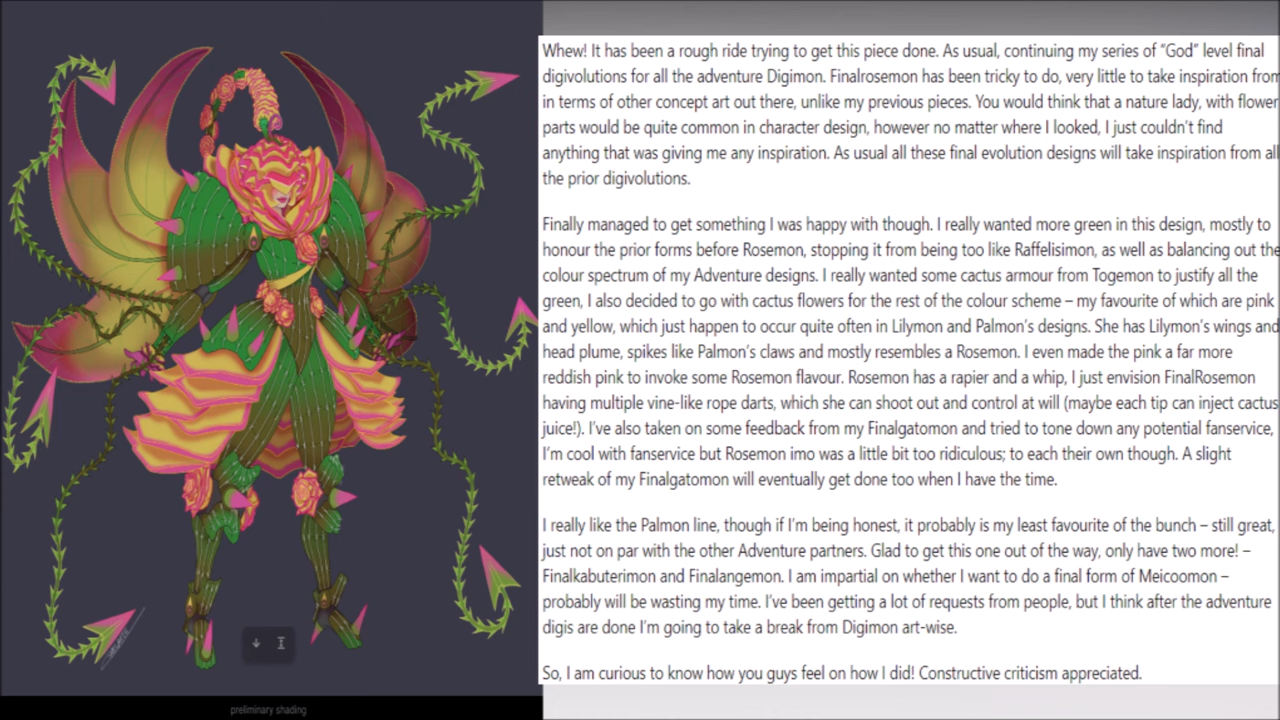 Whew! It has been a rough ride trying to get this piece done. As usual, continuing my series of “God” level final
digivolutions for all the adventure Digimon. Finalrosemon has been tricky to do, very little to take inspiration from
in terms of other concept art out there, unlike my previous pieces. You would think that a nature lady, with flower
parts would be quite common in character design, however no matter where I looked, I just couldn’t find
anything that was giving me any inspiration. As usual all these final evolution designs will take inspiration from all
the prior digivolutions.
Finally managed to get something I was happy with though. I really wanted more green in this design, mostly to
honour the prior forms before Rosemon, stopping it from being too like Raffelisimon, as well as balancing out the
colour spectrum of my Adventure designs. I really wanted some cactus armour from Togemon to justify all the
green, I also decided to go with cactus flowers for the rest of the colour scheme – my favourite of which are pink
and yellow, which just happen to occur quite often in Lilymon and Palmon’s designs. She has Lilymon’s wings and
head plume, spikes like Palmon’s claws and mostly resembles a Rosemon. I even made the pink a far more
reddish pink to invoke some Rosemon flavour. Rosemon has a rapier and a whip, I just envision FinalRosemon
having multiple vine-like rope darts, which she can shoot out and control at will (maybe each tip can inject cactus
juice!). I’ve also taken on some feedback from my Finalgatomon and tried to tone down any potential fanservice,
I’m cool with fanservice but Rosemon imo was a little bit too ridiculous; to each their own though. A slight
retweak of my Finalgatomon will eventually get done too when I have the time.
I really like the Palmon line, though if I’m being honest, it probably is my least favourite of the bunch – still great,
just not on par with the other Adventure partners. Glad to get this one out of the way, only have two more! –
Finalkabuterimon and Finalangemon. I am impartial on whether I want to do a final form of Meicoomon –
probably will be wasting my time. I’ve been getting a lot of requests from people, but I think after the adventure
digis are done I’m going to take a break from Digimon art-wise.
So, I am curious to know how you guys feel on how I did! Constructive criticism appreciated.
preliminary shading